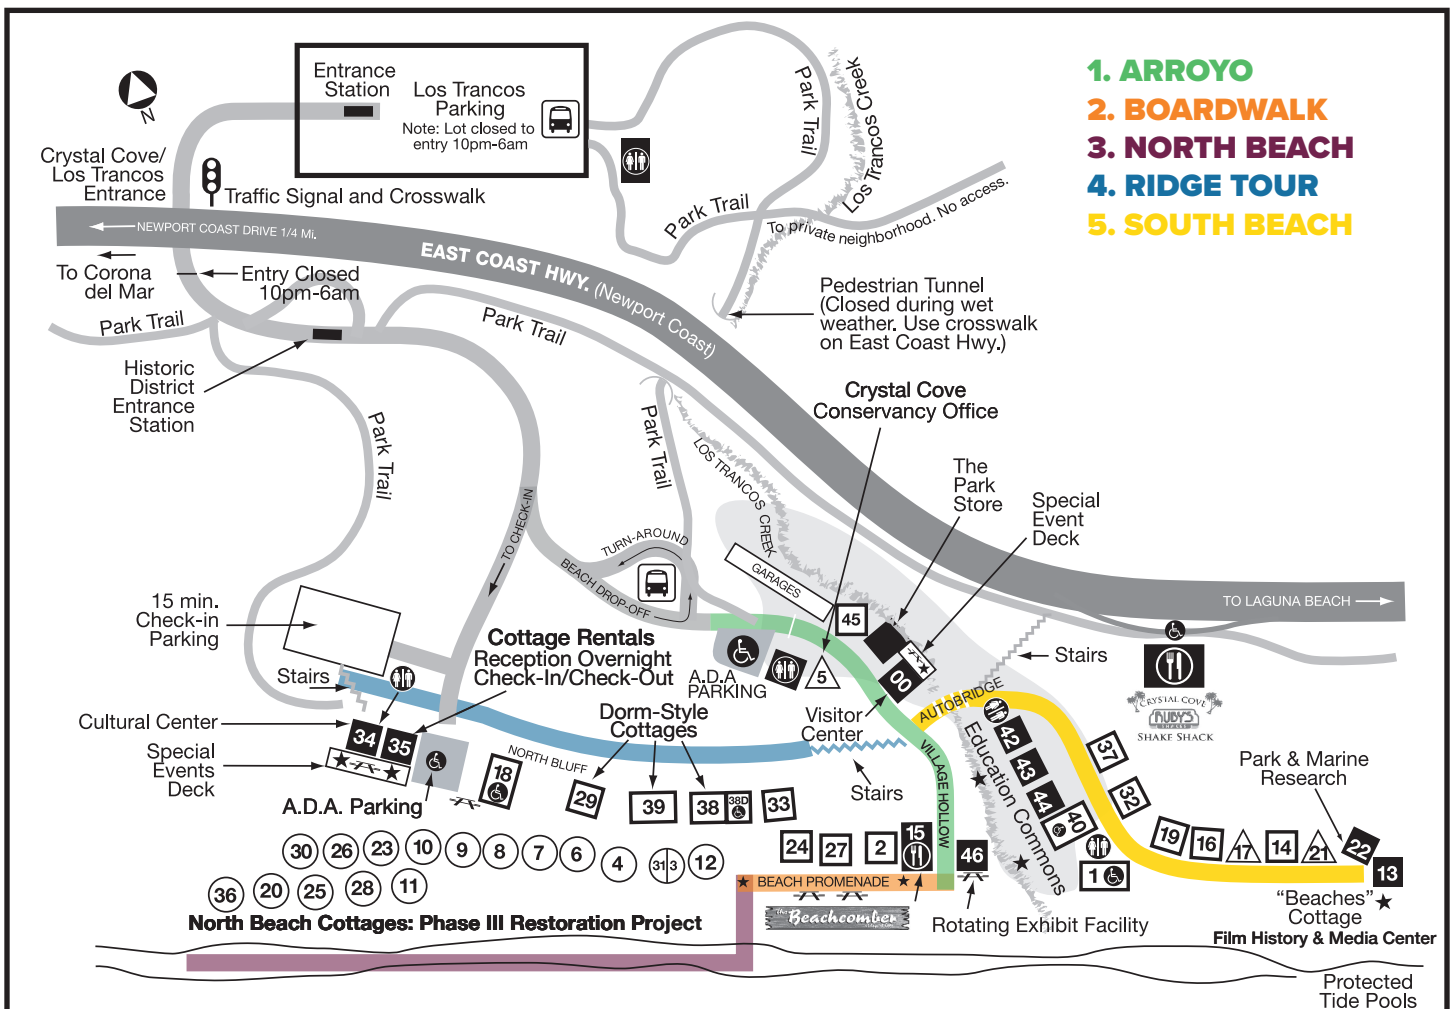 1. ARROYO
2. BOARDWALK
3. NORTH BEACH
4. RIDGE TOUR
5. SOUTH BEACH
Entrance
Station
Los Trancos
Parking
Note: Lot closed to
entry 10pm-6am
Park Trail
Los Trancos Creek
N
Crystal Cove/
Los Trancos
Entrance
Traffic Signal and Crosswalk
Park Trail
To private neighborhood. No access.
NEWPORT COAST DRIVE 1/4 Mi.
EAST COAST HWY. (Newport Coast)
To Corona
del Mar
Entry Closed
10pm-6am
Park Trail
Park Trail
Pedestrian Tunnel
(Closed during wet
weather. Use crosswalk
on East Coast Hwy.)
Historic
District
Entrance
Station
Park Trail
Park Trail
LOS TRANCOS CREEK
Crystal Cove
Conservancy Office
The
Park
Store
Special
Event
Deck
TO CHECK-IN
TURN-AROUND
BEACH DROP-OFF
GARAGES
TO LAGUNA BEACH
15 min.
Check-in
Parking
45
Cottage Rentals
Reception Overnight
Check-In/Check-Out
A.D.A
PARKING
5
00
Stairs
Stairs
CRYSTAL COVE
RUBY'S
SHAKE SHACK
AUTOBRIDGE
Cultural Center
34
35
Special
Events
Deck
Dorm-Style
Cottages
Visitor
Center
NORTH BLUFF
VILLAGE HOLLOW
Education Commons
42
43
44
40
37
32
Park & Marine
Research
A.D.A. Parking
18
29
39
38
38D
33
Stairs
24
27
2
15
46
1
19
16
17
14
21
22
13
30
26
23
10
9
8
7
6
4
31
3
12
36
20
25
28
11
BEACH PROMENADE
the
Beachcomber
Rotating Exhibit Facility
"Beaches"
Cottage
Film History & Media Center
North Beach Cottages: Phase III Restoration Project
Protected
Tide Pools